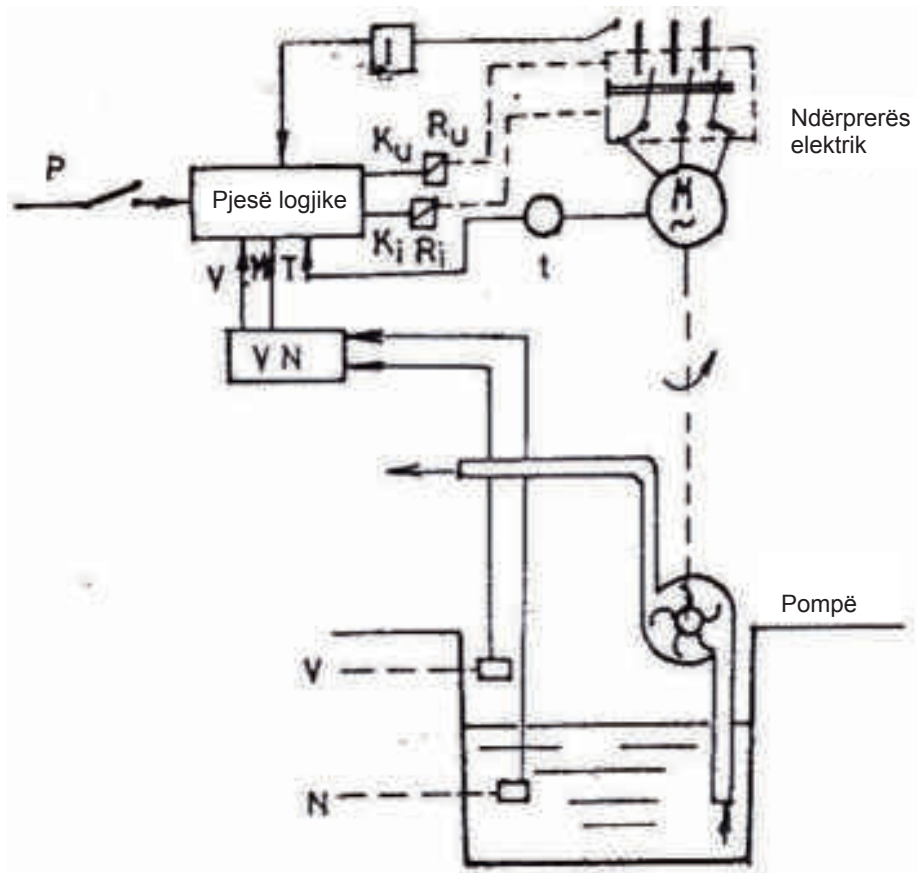 I
Ndërprerës
elektrik
P
Ku Ru
Pjesë logjike
M
~
Ki Ri
t
V N T
V N
Pompë
V
N